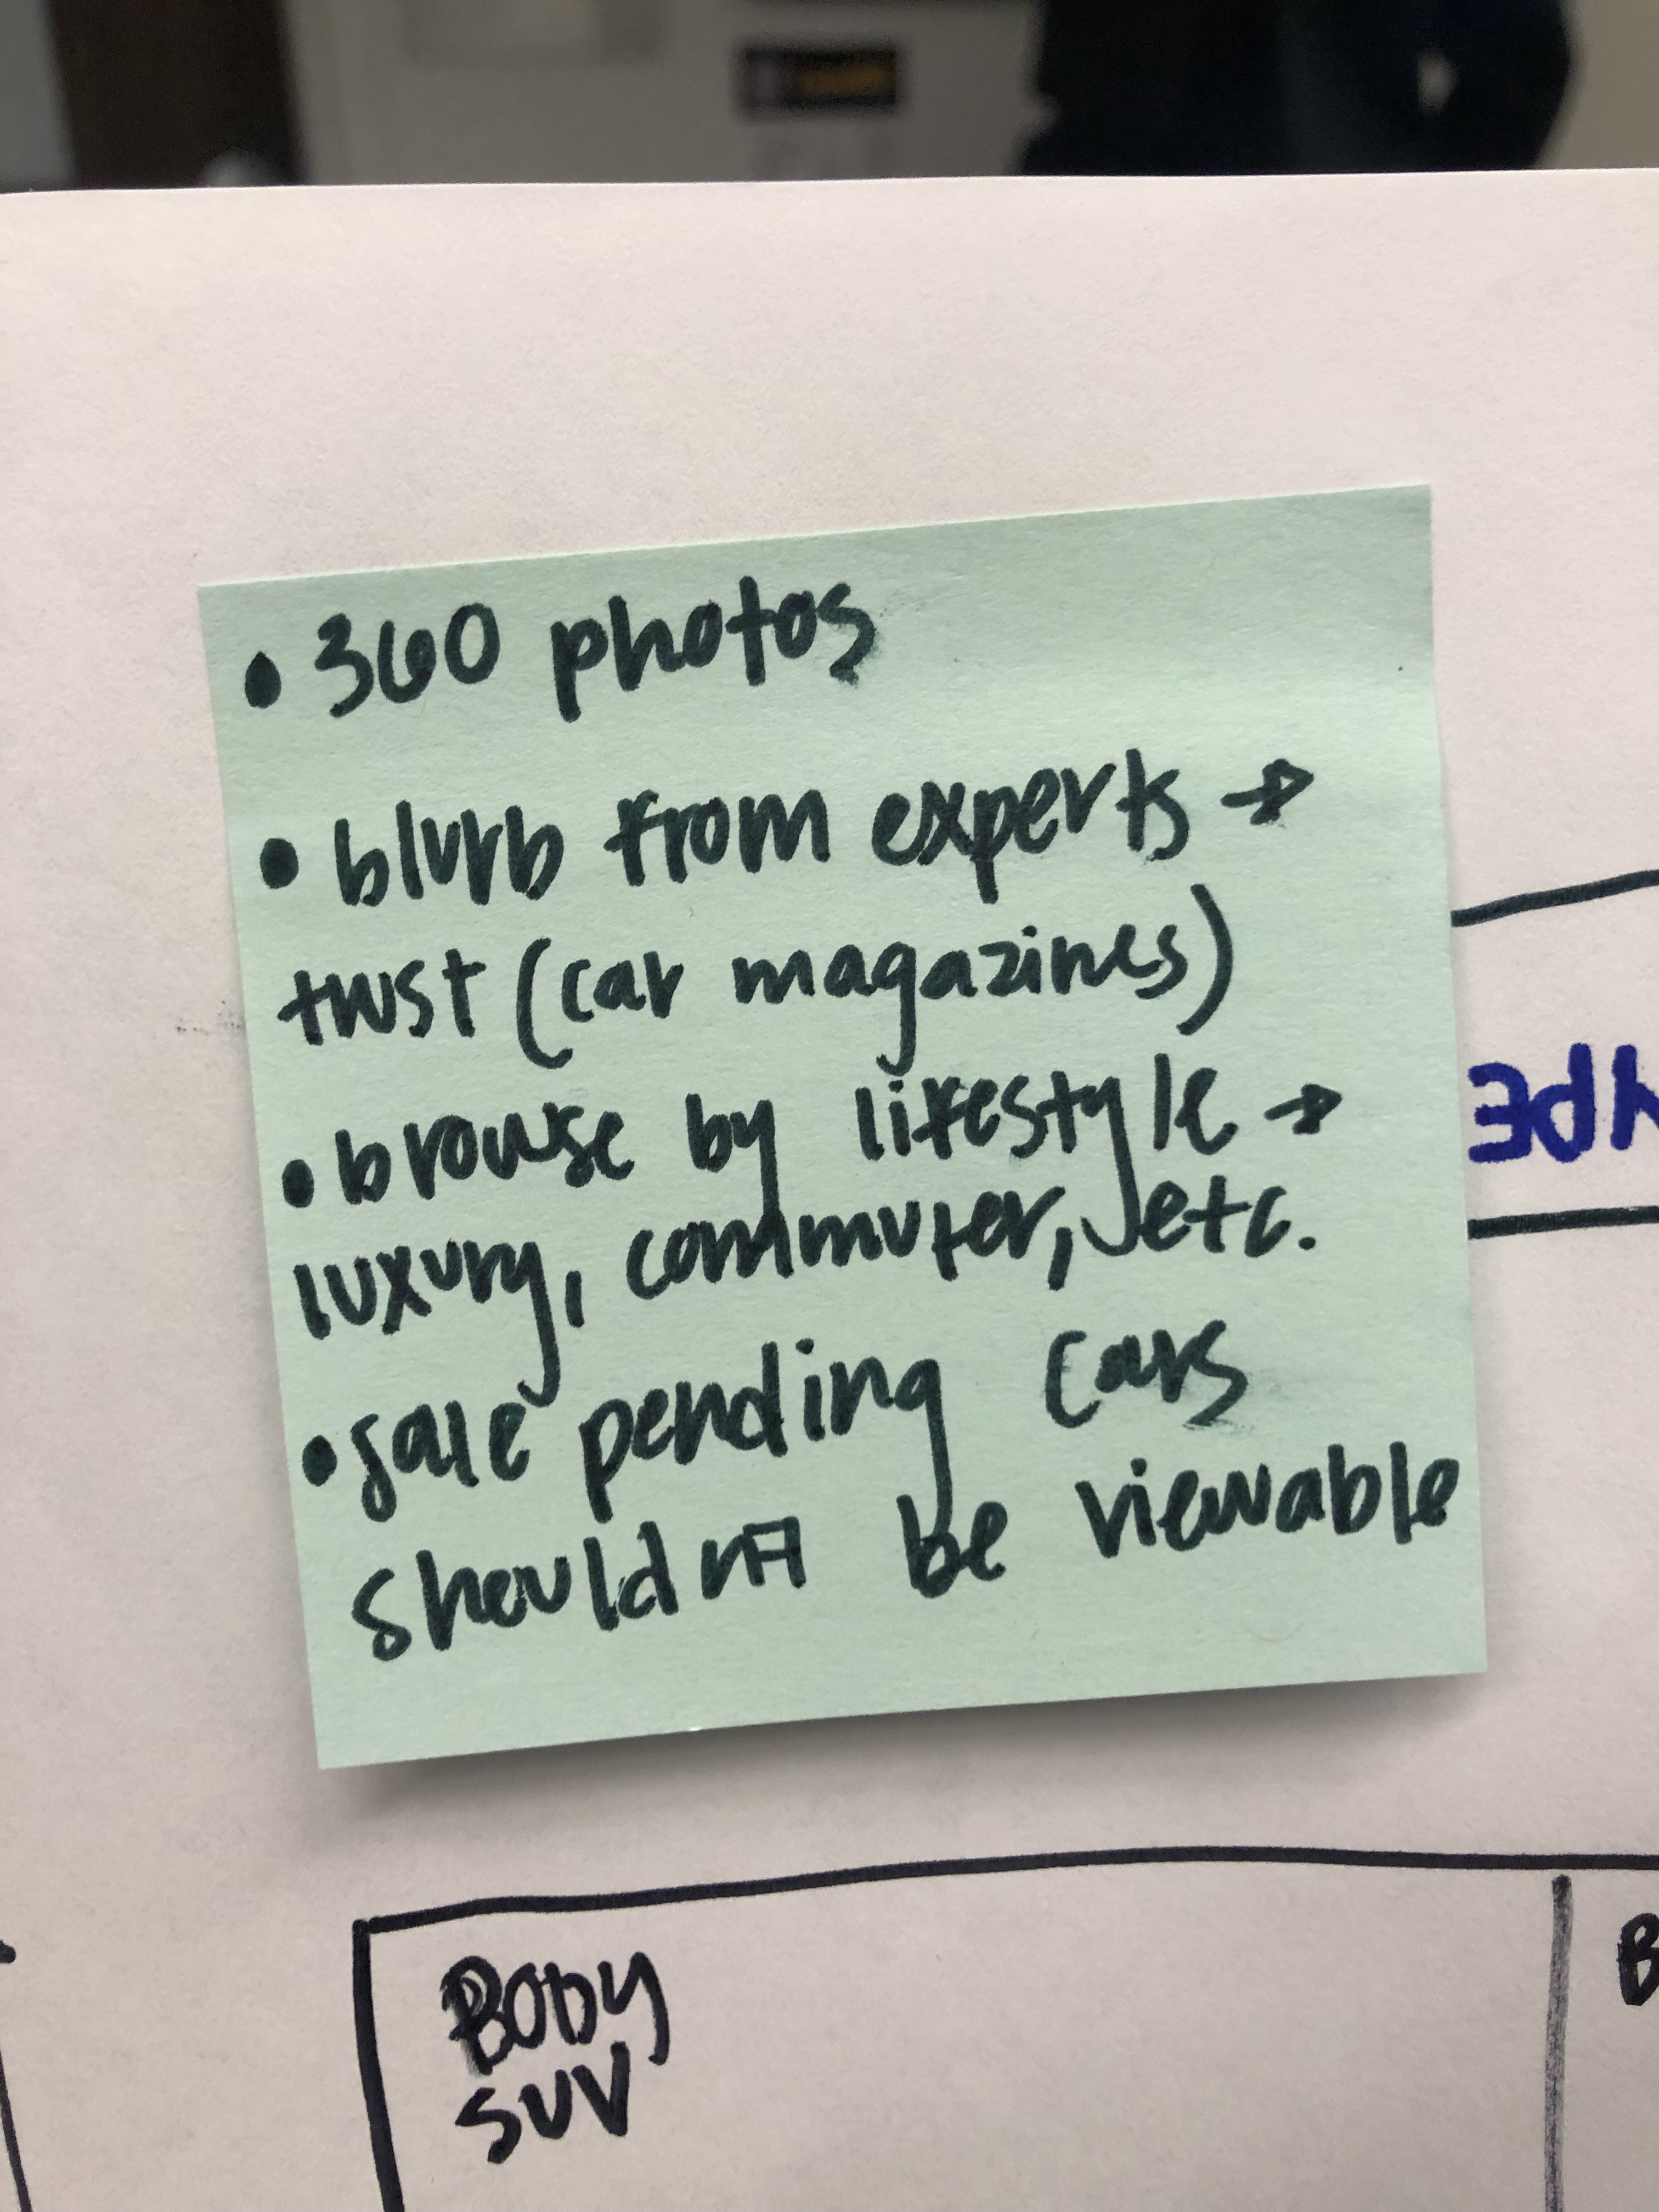 • 360 photos
• blurb from experts →
trust (car magazines)
• browse by lifestyle →
luxury, commuter, etc.
• sale pending cars
shouldn't be viewable
YPE
BODY
SUV
B